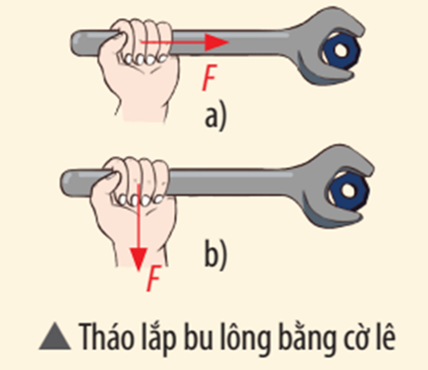 F
a)
F
b)
▲ Tháo lắp bu lông bằng cờ lê